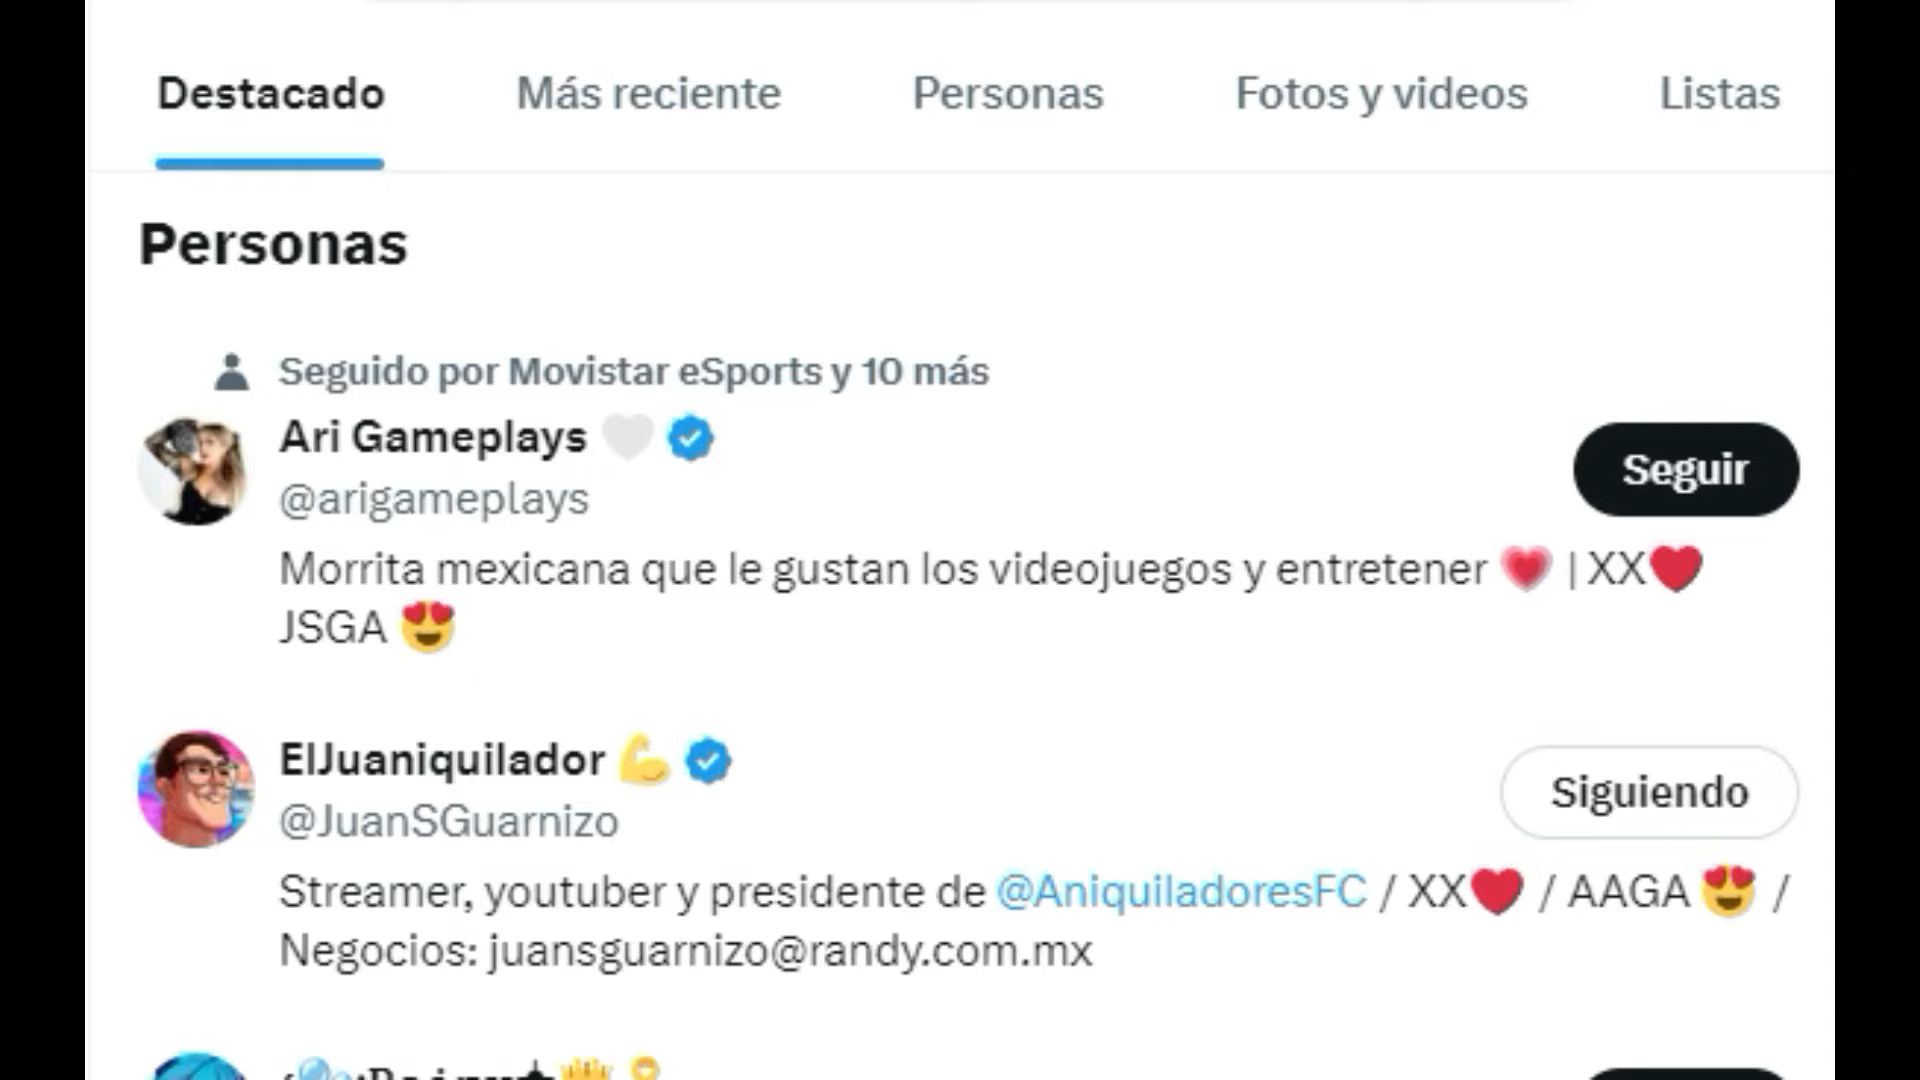 Destacado Más reciente Personas Fotos y videos Listas
Personas
Seguido por Movistar eSports y 10 más
Ari Gameplays 🤍
@arigameplays
Seguir
Morrita mexicana que le gustan los videojuegos y entretener 💗 | XX❤️
JSGA 😍
ElJuaniquilador 💪
@JuanSGuarnizo
Siguiendo
Streamer, youtuber y presidente de @AniquiladoresFC / XX❤️ / AAGA 😍 /
Negocios: juansguarnizo@randy.com.mx